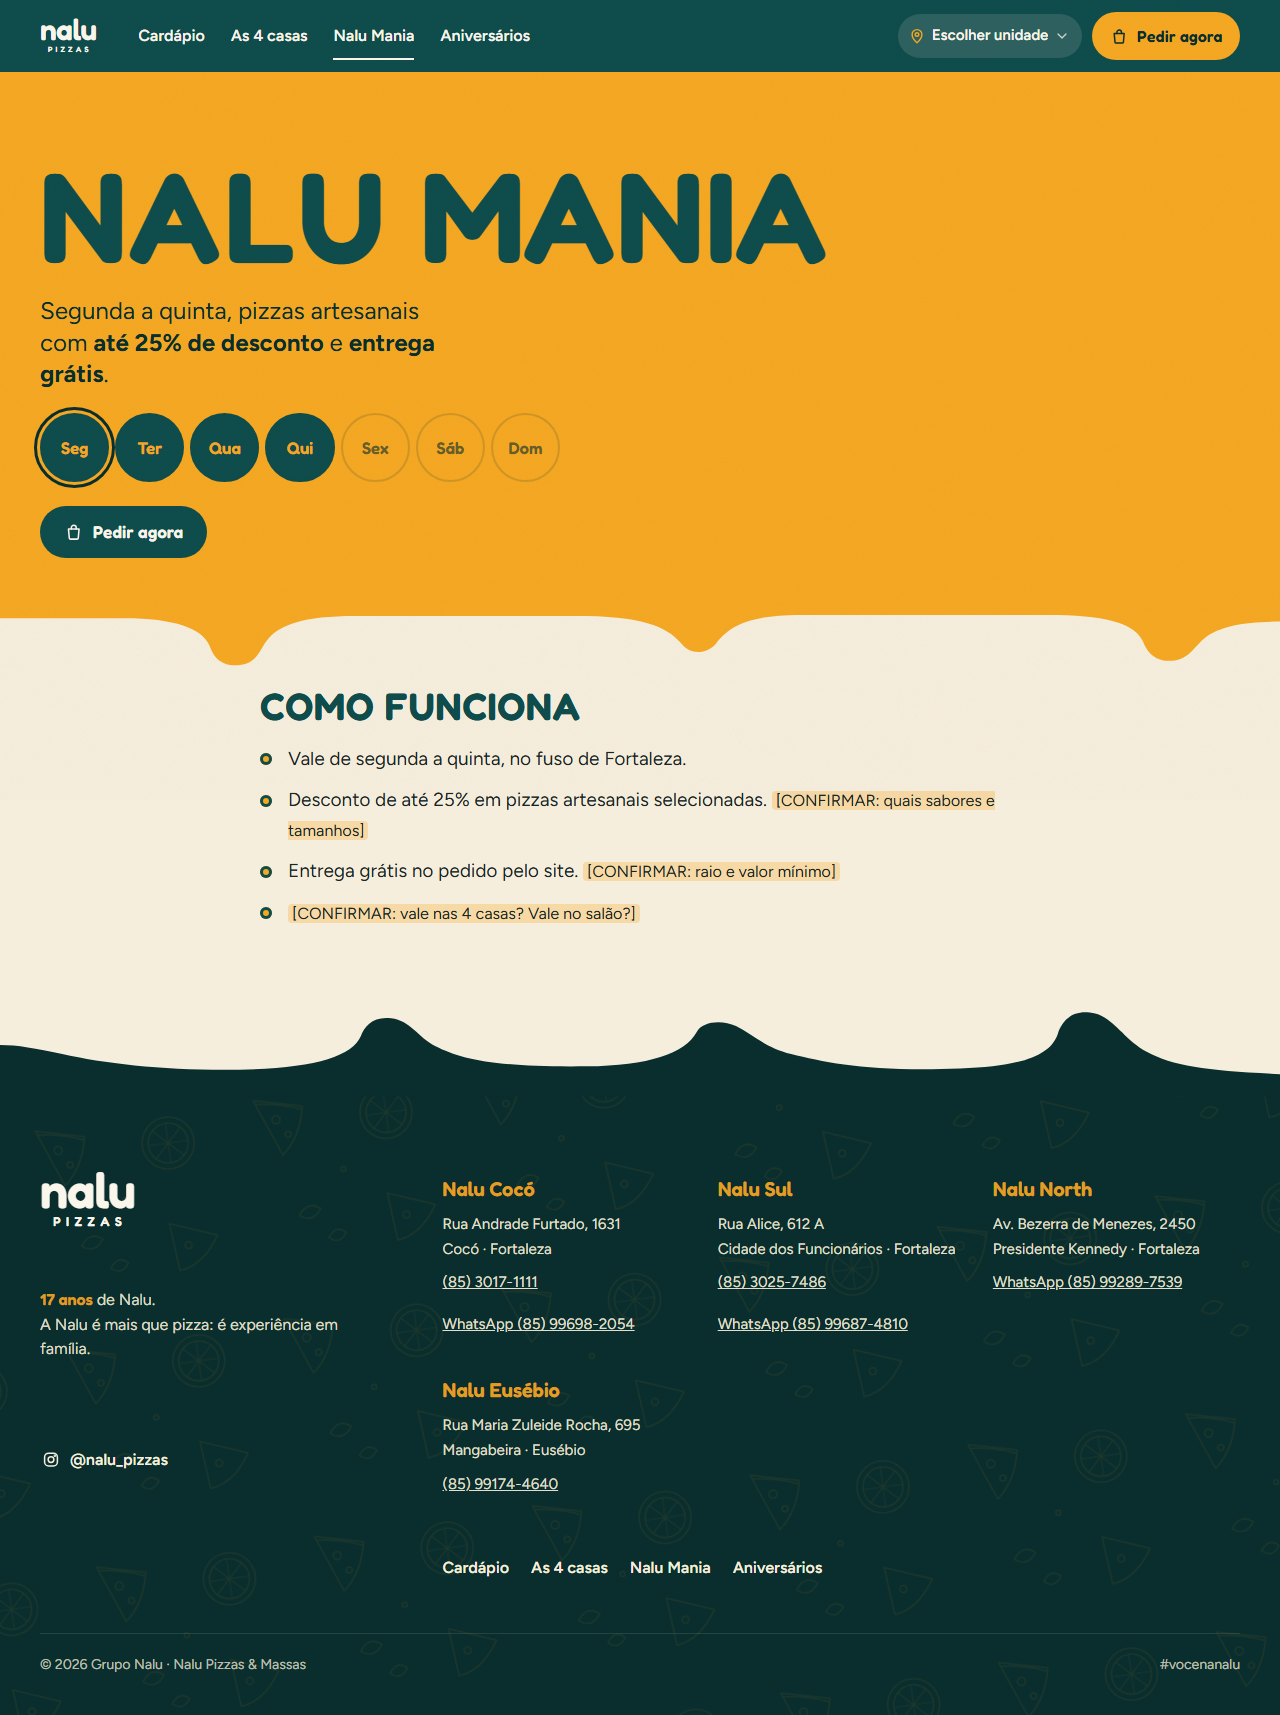 nalu
PIZZAS
Cardápio
As 4 casas
Nalu Mania
Aniversários
Escolher unidade
Pedir agora
NALU MANIA
Segunda a quinta, pizzas artesanais
com até 25% de desconto e entrega
grátis.
Seg
Ter
Qua
Qui
Sex
Sáb
Dom
Pedir agora
COMO FUNCIONA
Vale de segunda a quinta, no fuso de Fortaleza.
Desconto de até 25% em pizzas artesanais selecionadas. [CONFIRMAR: quais sabores e
tamanhos]
Entrega grátis no pedido pelo site. [CONFIRMAR: raio e valor mínimo]
[CONFIRMAR: vale nas 4 casas? Vale no salão?]
nalu
PIZZAS
17 anos de Nalu.
A Nalu é mais que pizza: é experiência em
família.
@nalu_pizzas
Nalu Cocó
Rua Andrade Furtado, 1631
Cocó · Fortaleza
(85) 3017-1111
WhatsApp (85) 99698-2054
Nalu Sul
Rua Alice, 612 A
Cidade dos Funcionários · Fortaleza
(85) 3025-7486
WhatsApp (85) 99687-4810
Nalu North
Av. Bezerra de Menezes, 2450
Presidente Kennedy · Fortaleza
WhatsApp (85) 99289-7539
Nalu Eusébio
Rua Maria Zuleide Rocha, 695
Mangabeira · Eusébio
(85) 99174-4640
Cardápio
As 4 casas
Nalu Mania
Aniversários
© 2026 Grupo Nalu · Nalu Pizzas & Massas
#vocenanalu